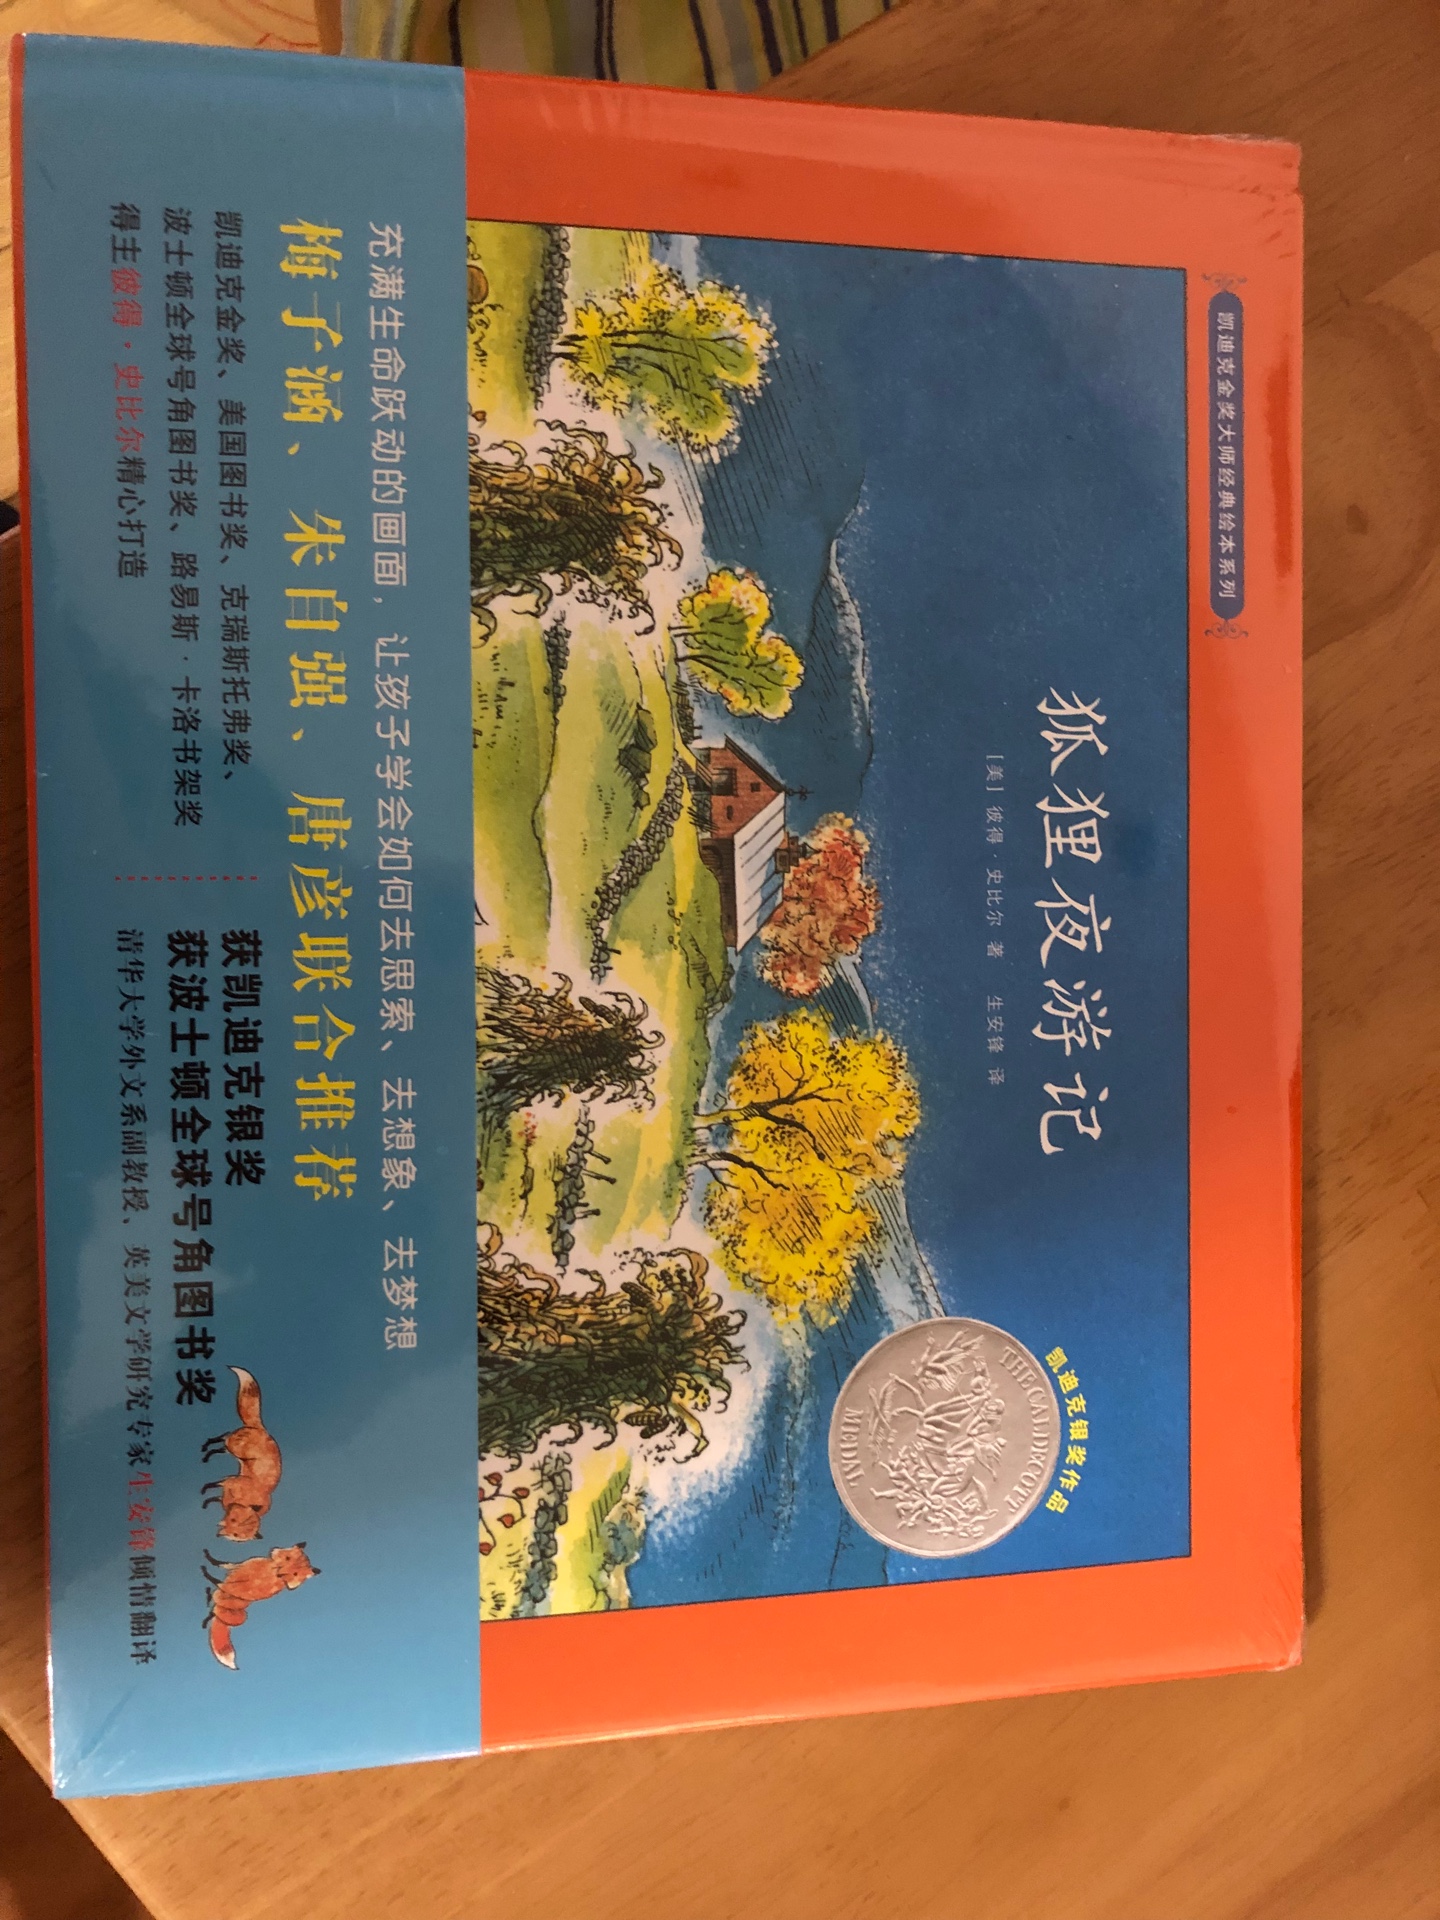 凯迪克金奖大师经典绘本系列
狐狸夜游记
[美] 彼得·史比尔 著 生安锋 译
凯迪克银奖作品
THE CALDECOTT
MEDAL
充满生命跃动的画面，让孩子学会如何去思索、去想象、去梦想
梅子涵、朱自强、唐彦联合推荐
凯迪克金奖、美国图书奖、克瑞斯托弗奖、
波士顿全球号角图书奖、路易斯·卡洛书架奖
得主彼得·史比尔精心打造
获凯迪克银奖
获波士顿全球号角图书奖
清华大学外文系副教授、英美文学研究专家生安锋倾情翻译